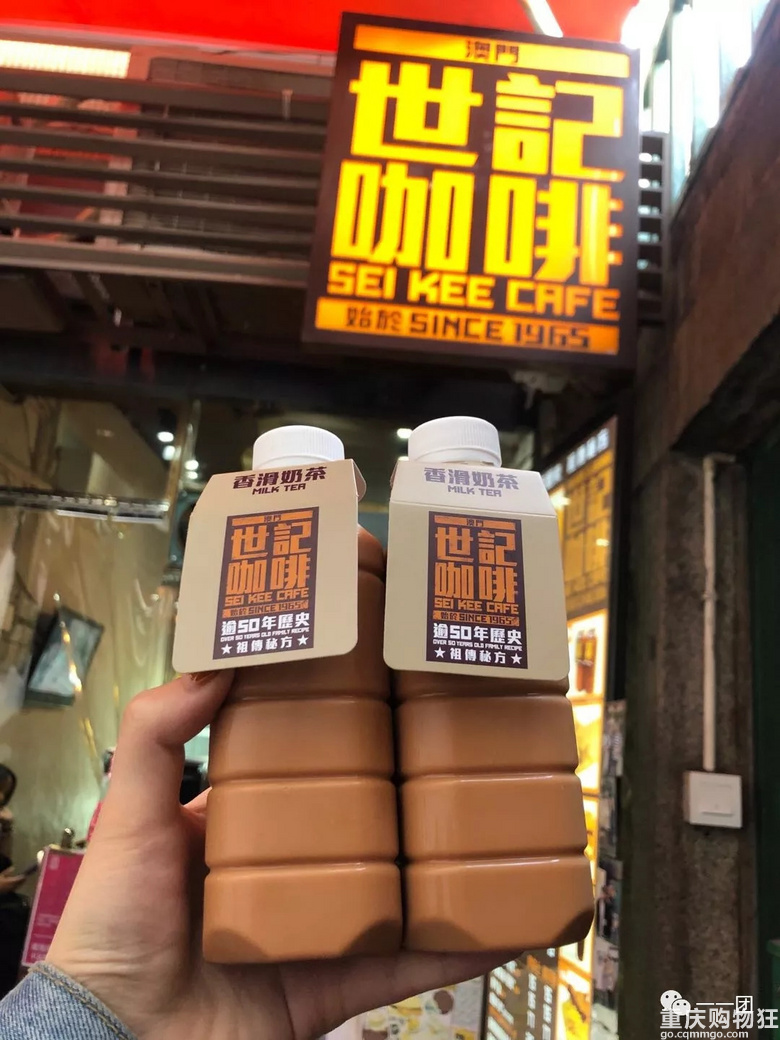 澳門
世記
咖啡
SEI KEE CAFE
始於 SINCE 1965
香滑奶茶
MILK TEA
澳門
世記
咖啡
SEI KEE CAFE
始於 SINCE 1965
逾50年歷史
OVER 50 YEARS OLD FAMILY RECIPE
★祖傳秘方★
香滑奶茶
MILK TEA
澳門
世記
咖啡
SEI KEE CAFE
始於 SINCE 1965
逾50年歷史
OVER 50 YEARS OLD FAMILY RECIPE
★祖傳秘方★
一一团
重庆购物狂
go.cqmmgo.com